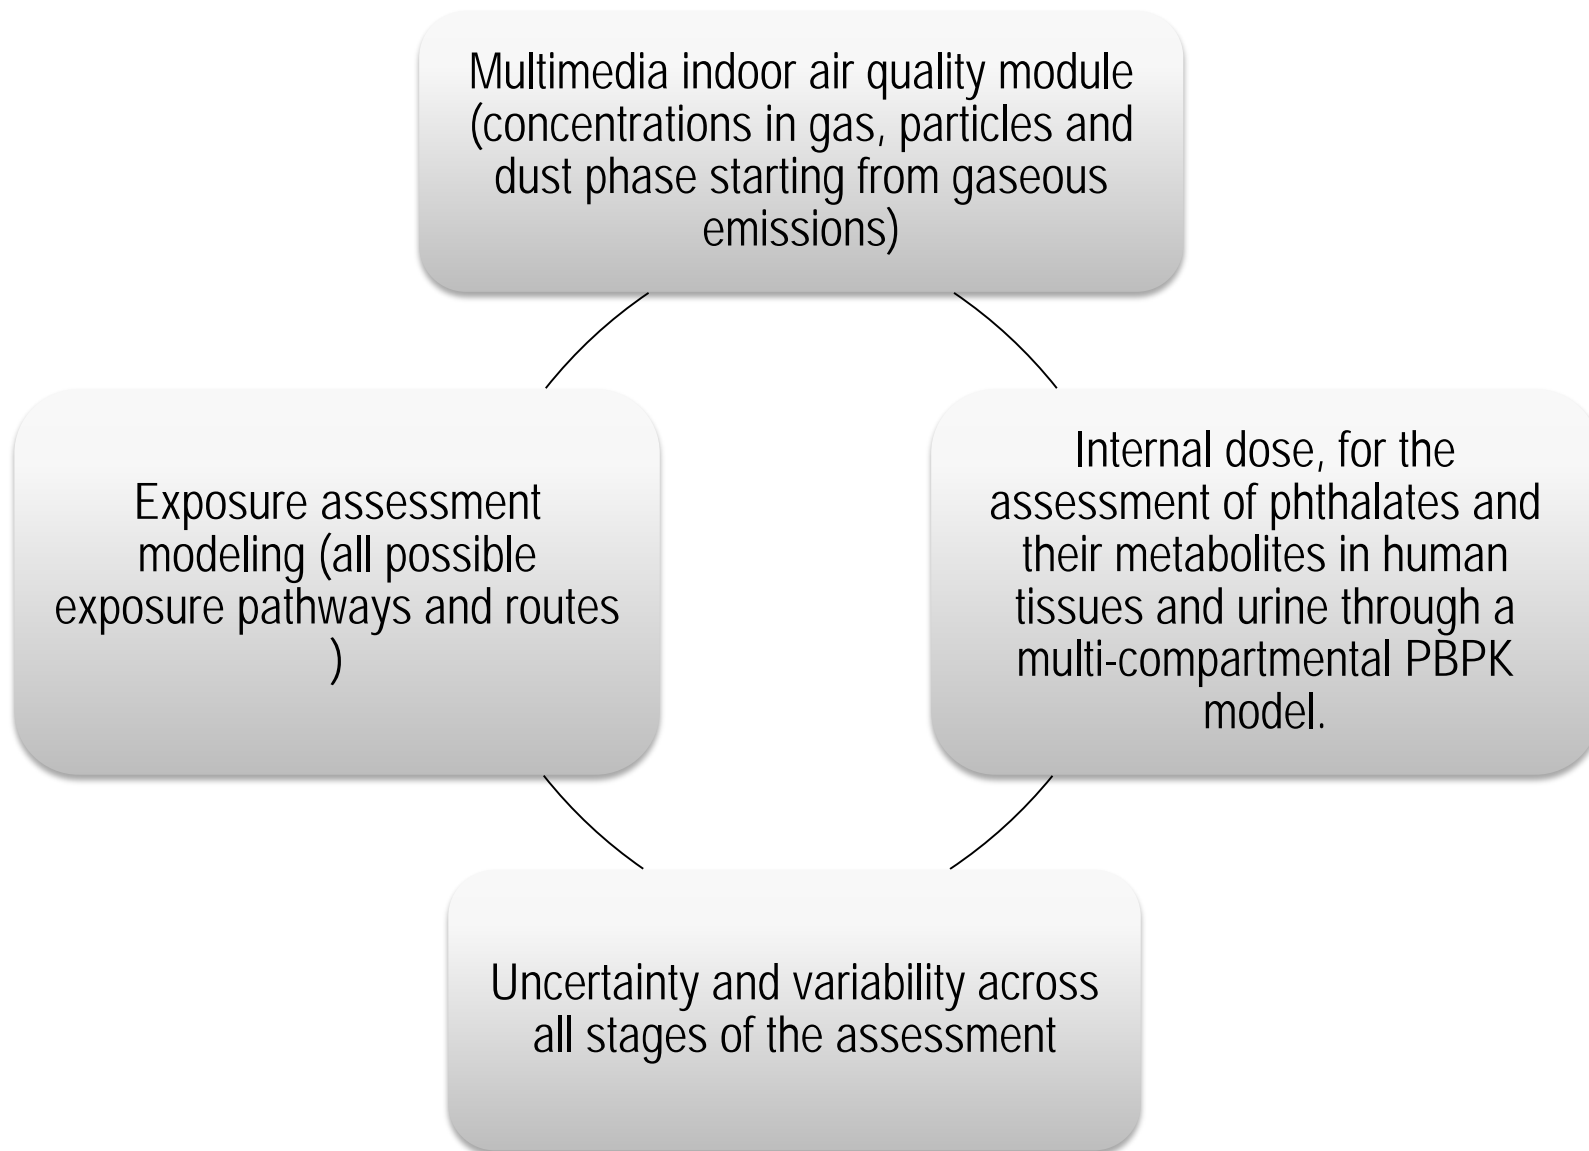 Multimedia indoor air quality module
(concentrations in gas, particles and
dust phase starting from gaseous
emissions)
Exposure assessment
modeling (all possible
exposure pathways and routes
)
Internal dose, for the
assessment of phthalates and
their metabolites in human
tissues and urine through a
multi-compartmental PBPK
model.
Uncertainty and variability across
all stages of the assessment